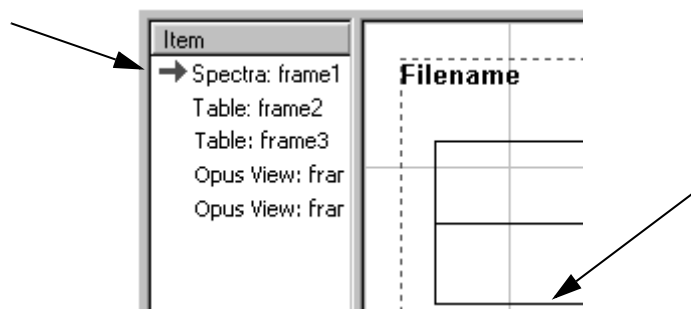 Item
Spectra: frame1
Table: frame2
Table: frame3
Opus View: frar
Opus View: frar
Filename